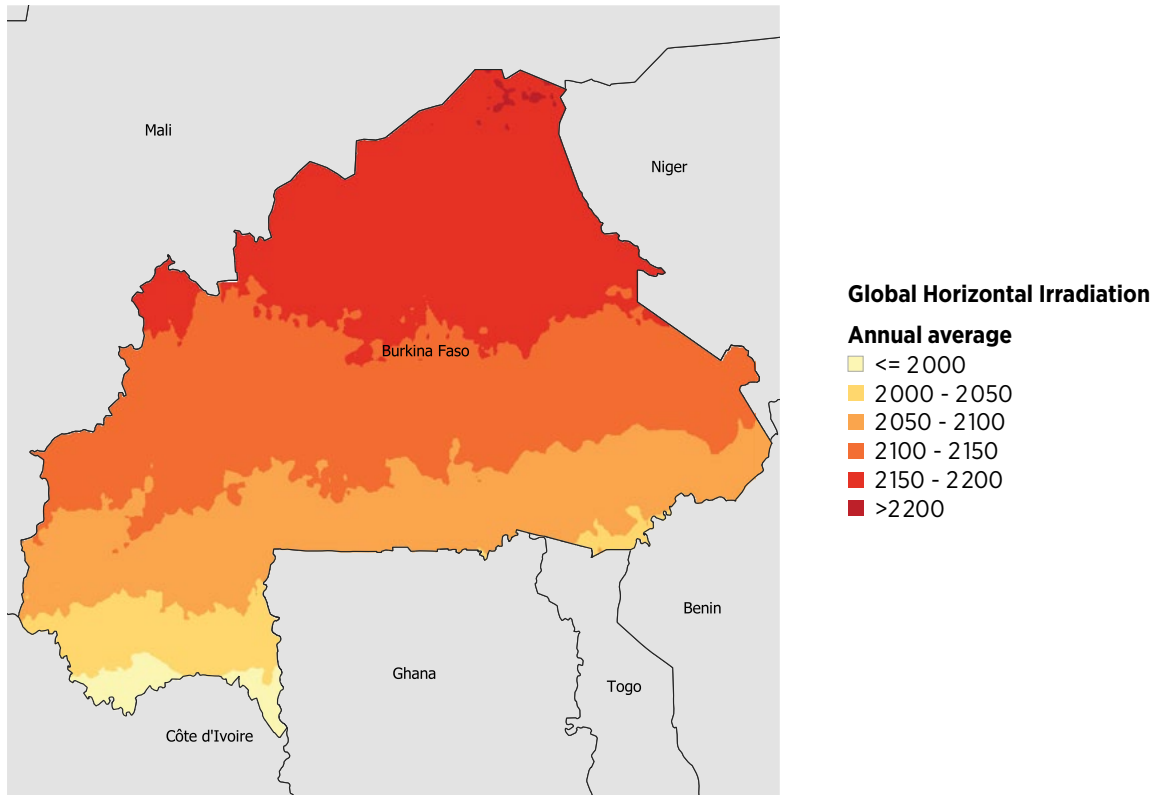 Mali
Niger
Burkina Faso
Benin
Ghana
Togo
Côte d'Ivoire
Global Horizontal Irradiation
Annual average
<= 2000
2000 - 2050
2050 - 2100
2100 - 2150
2150 - 2200
>2200